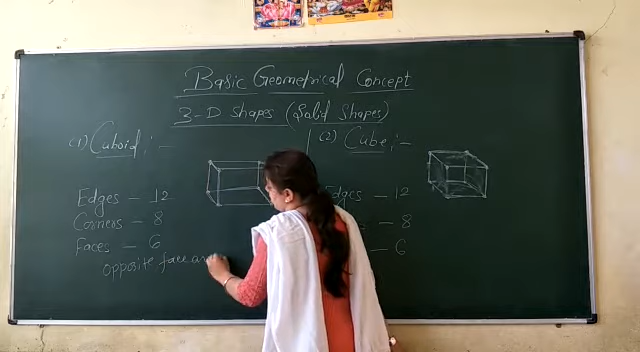 Basic Geometrical Concept
3-D Shapes (Solid Shapes)
(1) Cuboid :-
Edges - 12
Corners - 8
Faces - 6
opposite face
(2) Cube :-
Edges - 12
- 8
- 6